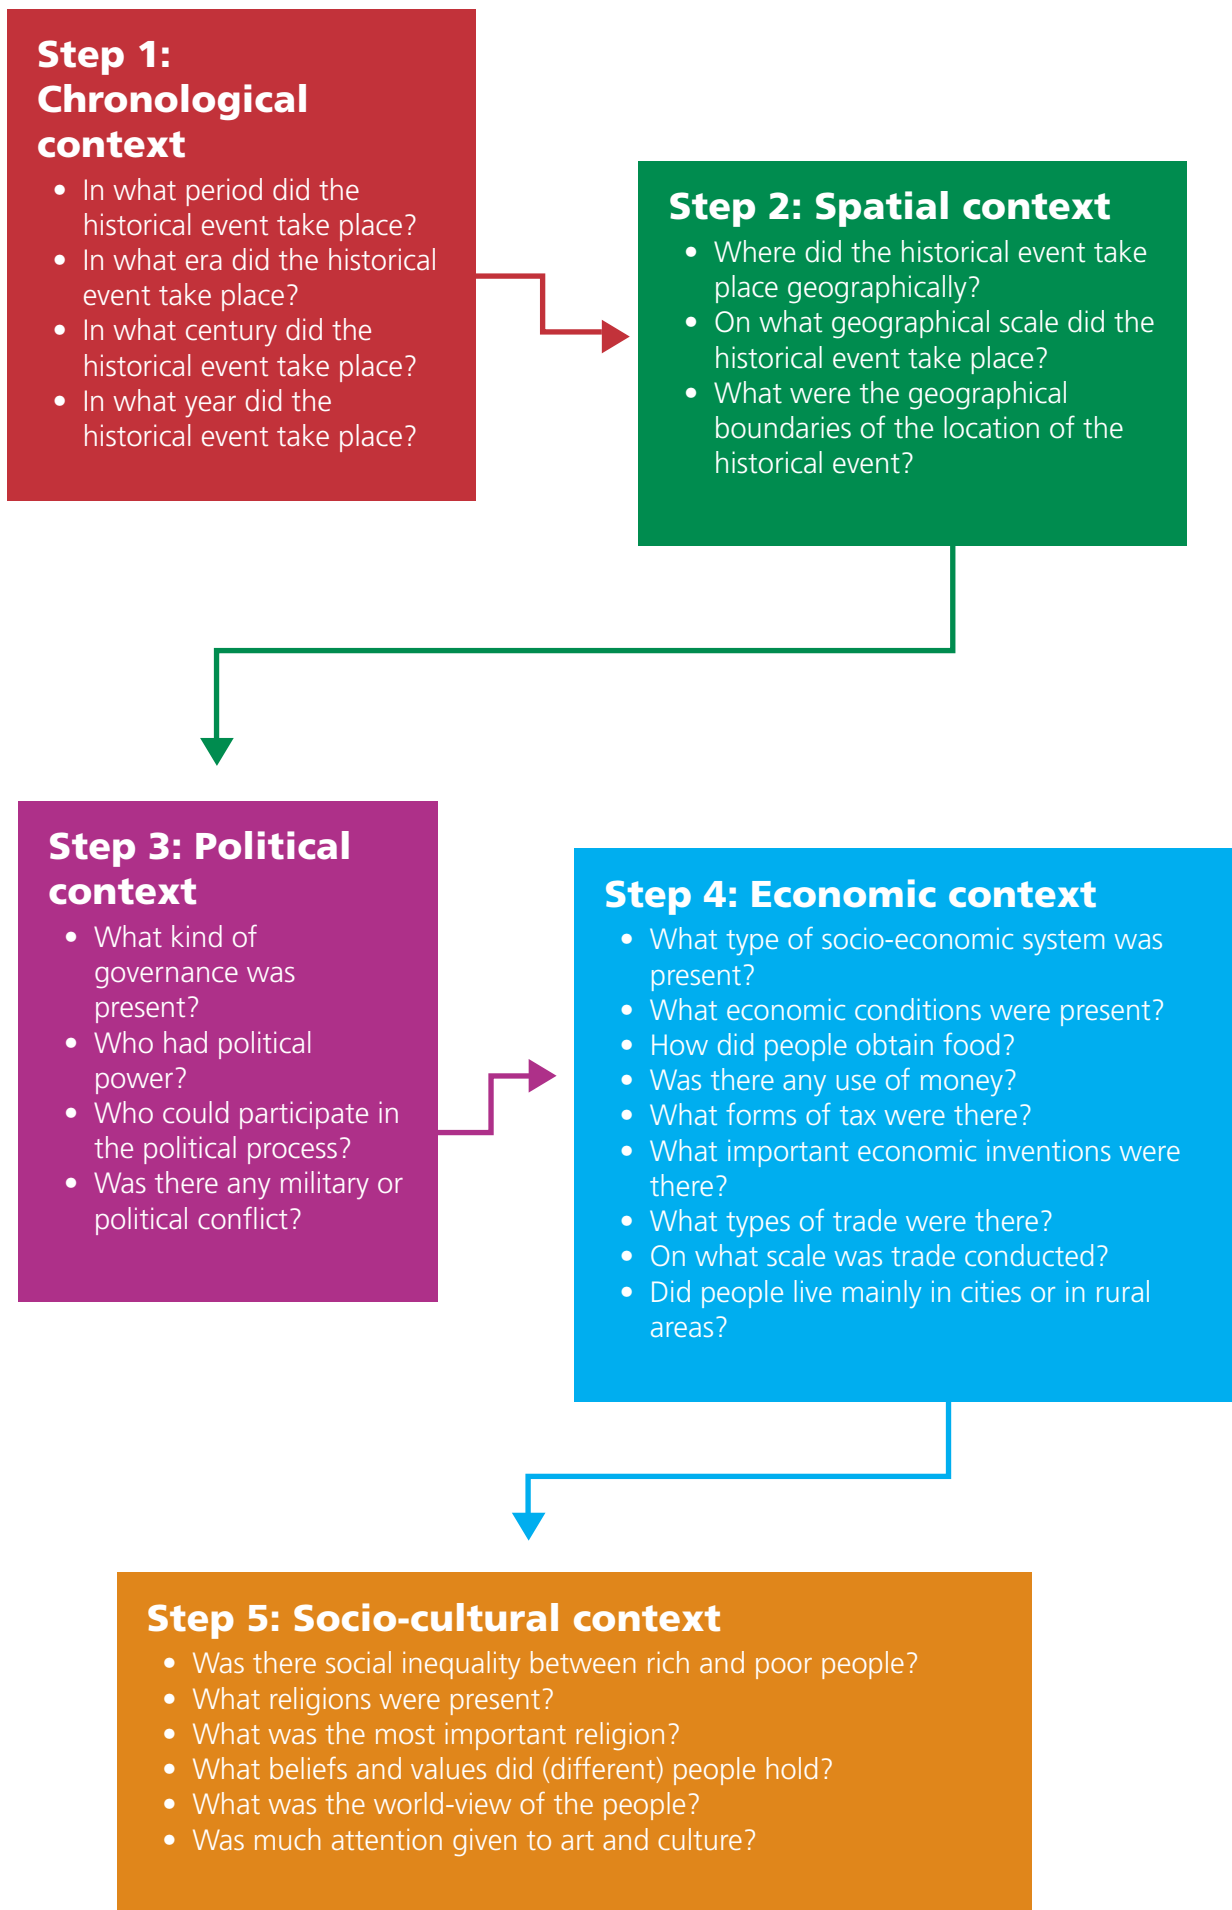 Step 1:
Chronological
context
• In what period did the
historical event take place?
• In what era did the historical
event take place?
• In what century did the
historical event take place?
• In what year did the
historical event take place?
Step 2: Spatial context
• Where did the historical event take
place geographically?
• On what geographical scale did the
historical event take place?
• What were the geographical
boundaries of the location of the
historical event?
Step 3: Political
context
• What kind of
governance was
present?
• Who had political
power?
• Who could participate in
the political process?
• Was there any military or
political conflict?
Step 4: Economic context
• What type of socio-economic system was
present?
• What economic conditions were present?
• How did people obtain food?
• Was there any use of money?
• What forms of tax were there?
• What important economic inventions were
there?
• What types of trade were there?
• On what scale was trade conducted?
• Did people live mainly in cities or in rural
areas?
Step 5: Socio-cultural context
• Was there social inequality between rich and poor people?
• What religions were present?
• What was the most important religion?
• What beliefs and values did (different) people hold?
• What was the world-view of the people?
• Was much attention given to art and culture?